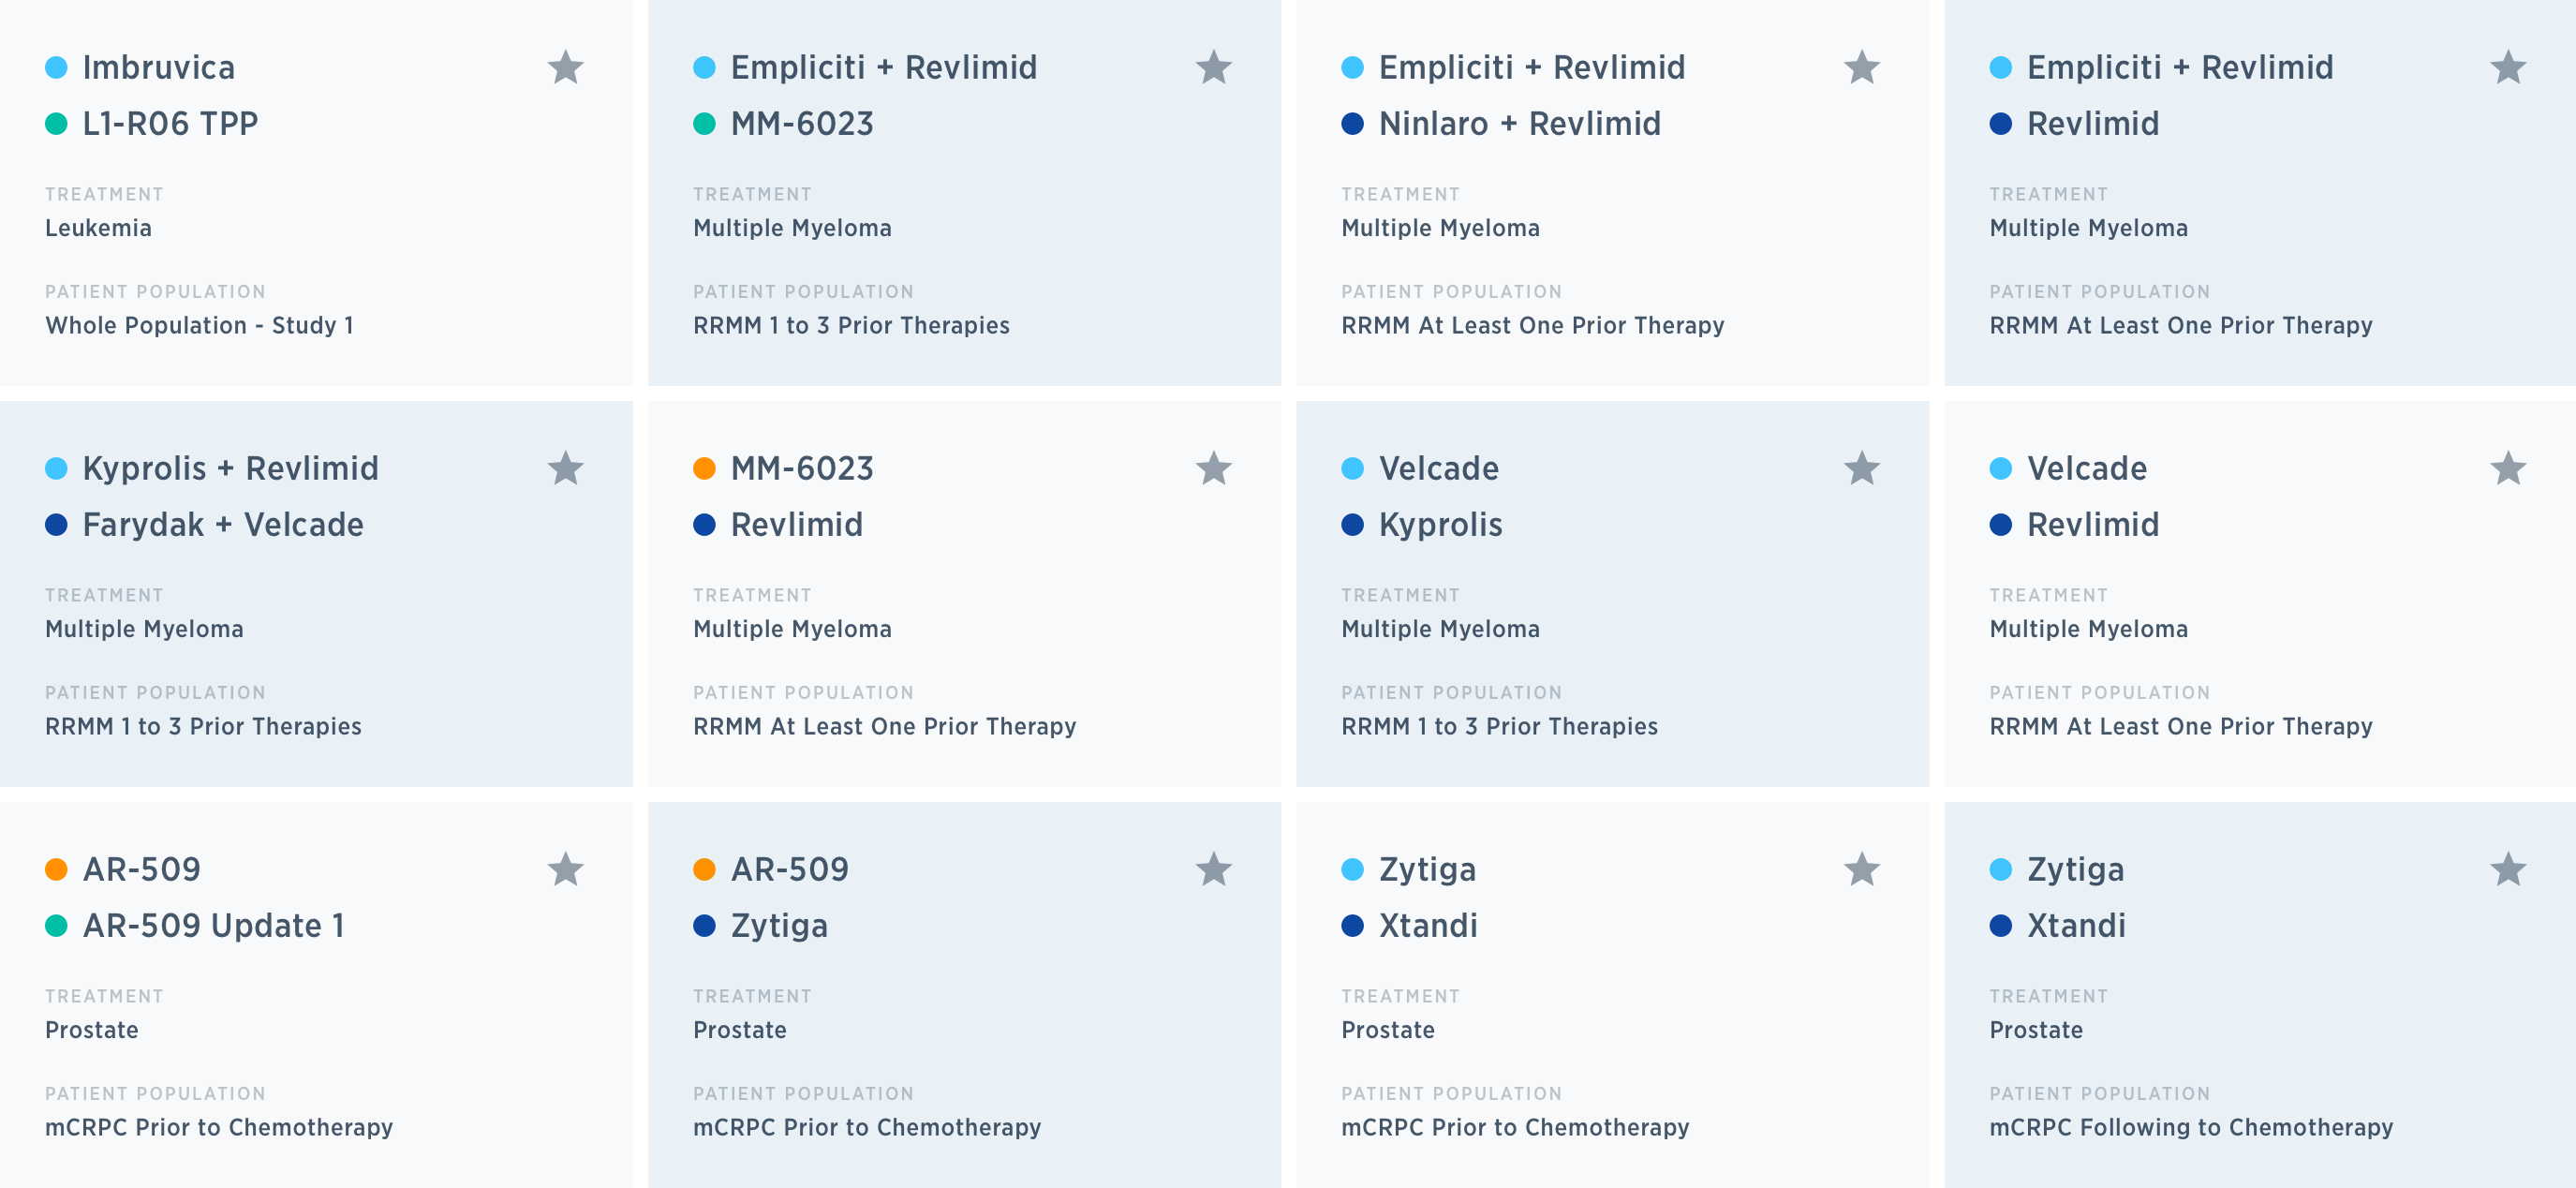 Imbruvica
L1-R06 TPP
TREATMENT
Leukemia
PATIENT POPULATION
Whole Population - Study 1
Empliciti + Revlimid
MM-6023
TREATMENT
Multiple Myeloma
PATIENT POPULATION
RRMM 1 to 3 Prior Therapies
Empliciti + Revlimid
Ninlaro + Revlimid
TREATMENT
Multiple Myeloma
PATIENT POPULATION
RRMM At Least One Prior Therapy
Empliciti + Revlimid
Revlimid
TREATMENT
Multiple Myeloma
PATIENT POPULATION
RRMM At Least One Prior Therapy
Kyprolis + Revlimid
Farydak + Velcade
TREATMENT
Multiple Myeloma
PATIENT POPULATION
RRMM 1 to 3 Prior Therapies
MM-6023
Revlimid
TREATMENT
Multiple Myeloma
PATIENT POPULATION
RRMM At Least One Prior Therapy
Velcade
Kyprolis
TREATMENT
Multiple Myeloma
PATIENT POPULATION
RRMM 1 to 3 Prior Therapies
Velcade
Revlimid
TREATMENT
Multiple Myeloma
PATIENT POPULATION
RRMM At Least One Prior Therapy
AR-509
AR-509 Update 1
TREATMENT
Prostate
PATIENT POPULATION
mCRPC Prior to Chemotherapy
AR-509
Zytiga
TREATMENT
Prostate
PATIENT POPULATION
mCRPC Prior to Chemotherapy
Zytiga
Xtandi
TREATMENT
Prostate
PATIENT POPULATION
mCRPC Prior to Chemotherapy
Zytiga
Xtandi
TREATMENT
Prostate
PATIENT POPULATION
mCRPC Following to Chemotherapy